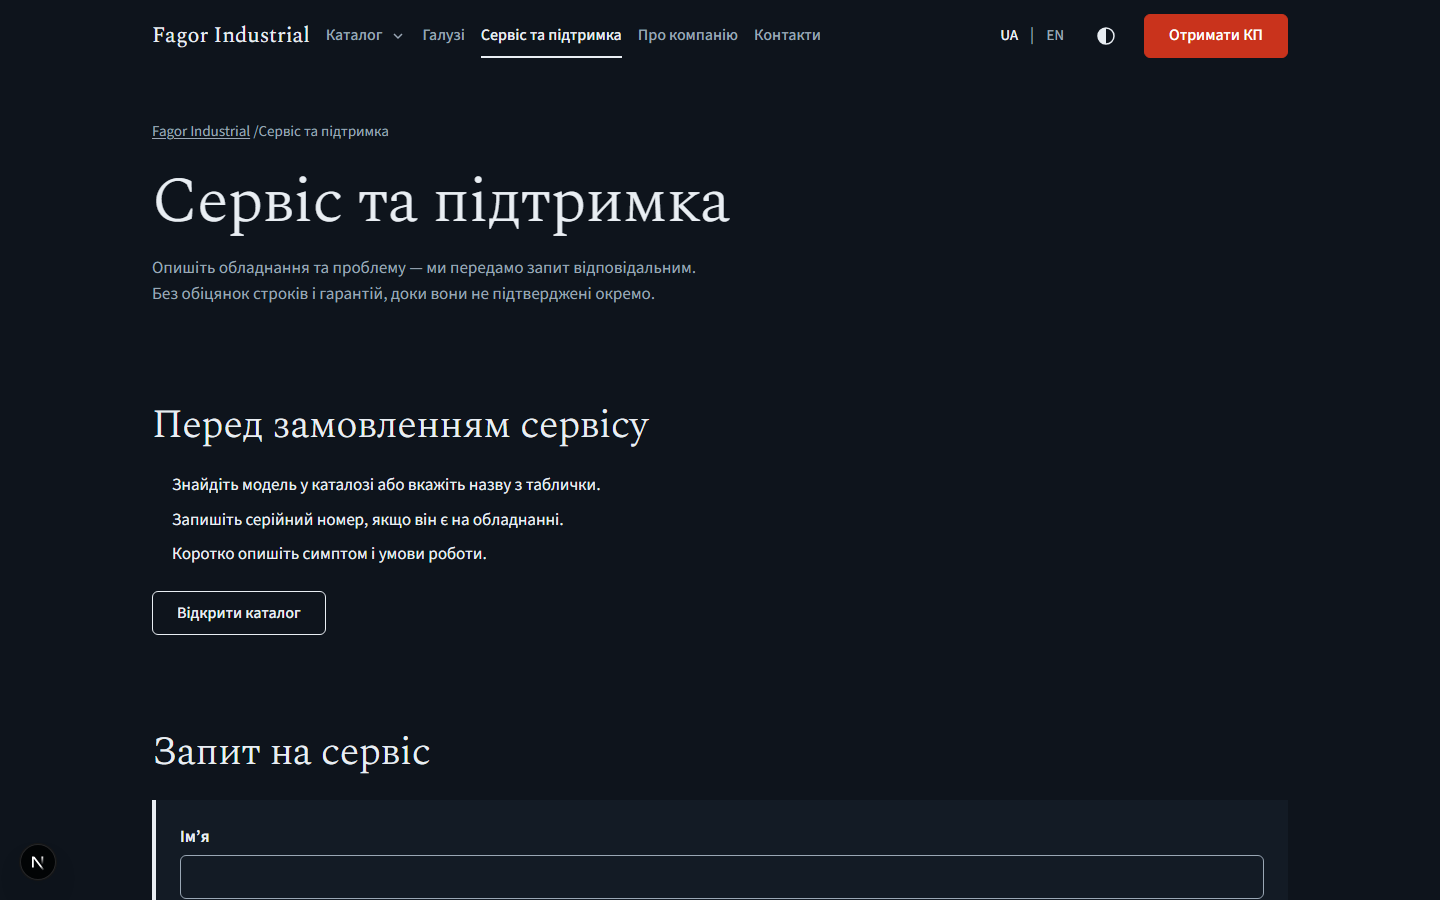 Fagor Industrial Каталог Галузі Сервіс та підтримка Про компанію Контакти UA | EN Отримати КП
Fagor Industrial /Сервіс та підтримка
Сервіс та підтримка
Опишіть обладнання та проблему — ми передамо запит відповідальним.
Без обіцянок строків і гарантій, доки вони не підтверджені окремо.
Перед замовленням сервісу
Знайдіть модель у каталозі або вкажіть назву з таблички.
Запишіть серійний номер, якщо він є на обладнанні.
Коротко опишіть симптом і умови роботи.
Відкрити каталог
Запит на сервіс
Ім’я
N